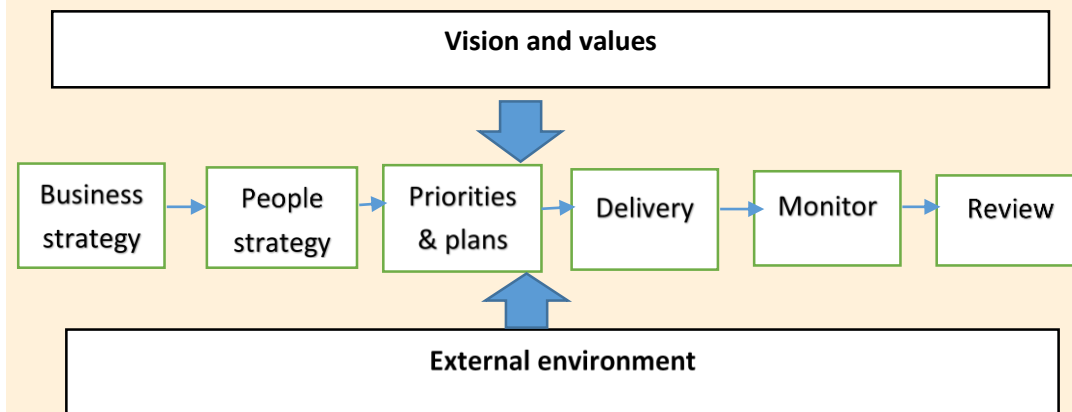 Vision and values
Business
strategy
People
strategy
Priorities
& plans
Delivery
Monitor
Review
External environment